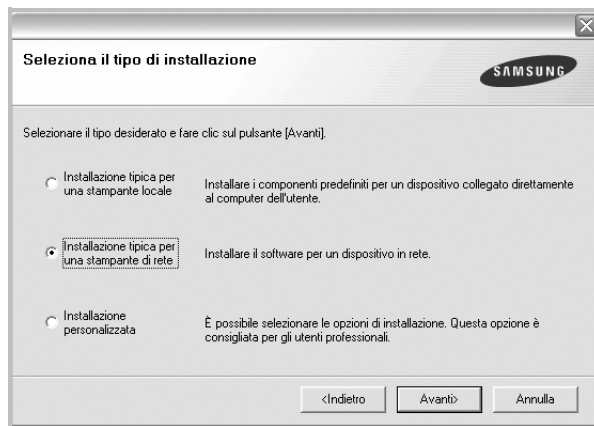 Seleziona il tipo di installazione
SAMSUNG
Selezionare il tipo desiderato e fare clic sul pulsante [Avanti].
Installazione tipica per
una stampante locale
Installare i componenti predefiniti per un dispositivo collegato direttamente
al computer dell'utente.
Installazione tipica per
una stampante di rete
Installare il software per un dispositivo in rete.
Installazione
personalizzata
È possibile selezionare le opzioni di installazione. Questa opzione è
consigliata per gli utenti professionali.
<Indietro
Avanti>
Annulla